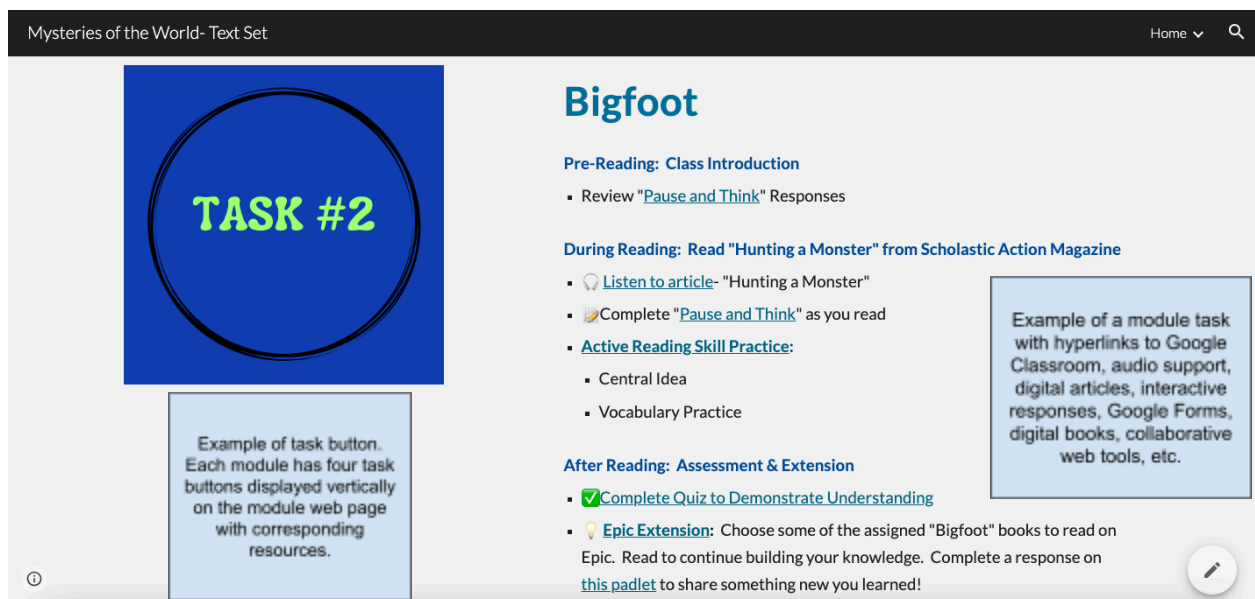 Mysteries of the World- Text Set
Home
TASK #2
Example of task button.
Each module has four task
buttons displayed vertically
on the module web page
with corresponding
resources.
Bigfoot
Pre-Reading: Class Introduction
Review "Pause and Think" Responses
During Reading: Read "Hunting a Monster" from Scholastic Action Magazine
Listen to article- "Hunting a Monster"
Complete "Pause and Think" as you read
Active Reading Skill Practice:
Central Idea
Vocabulary Practice
Example of a module task
with hyperlinks to Google
Classroom, audio support,
digital articles, interactive
responses, Google Forms,
digital books, collaborative
web tools, etc.
After Reading: Assessment & Extension
Complete Quiz to Demonstrate Understanding
Epic Extension: Choose some of the assigned "Bigfoot" books to read on
Epic. Read to continue building your knowledge. Complete a response on
this padlet to share something new you learned!